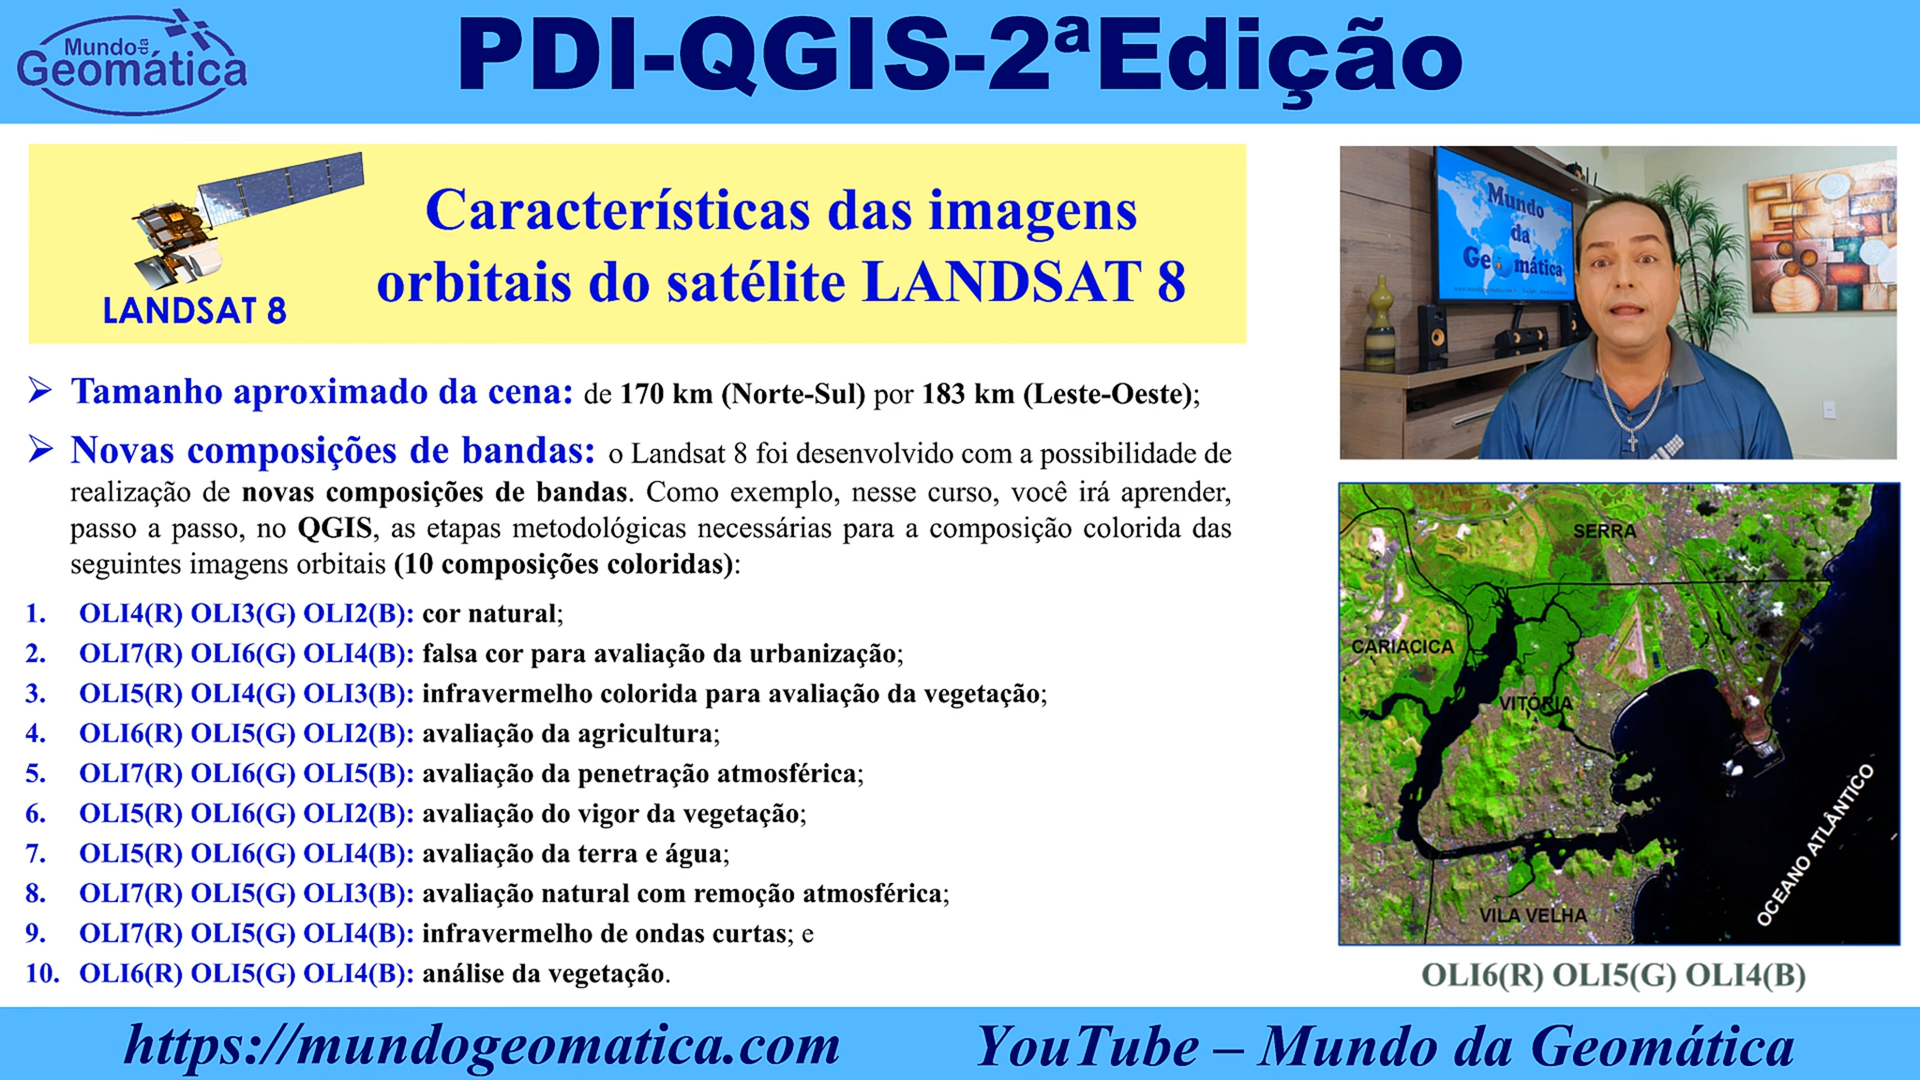 Mundo da
Geomática
PDI-QGIS-2ªEdição
LANDSAT 8
Características das imagens
orbitais do satélite LANDSAT 8
➢ Tamanho aproximado da cena: de 170 km (Norte-Sul) por 183 km (Leste-Oeste);
➢ Novas composições de bandas: o Landsat 8 foi desenvolvido com a possibilidade de
realização de novas composições de bandas. Como exemplo, nesse curso, você irá aprender,
passo a passo, no QGIS, as etapas metodológicas necessárias para a composição colorida das
seguintes imagens orbitais (10 composições coloridas):
1. OLI4(R) OLI3(G) OLI2(B): cor natural;
2. OLI7(R) OLI6(G) OLI4(B): falsa cor para avaliação da urbanização;
3. OLI5(R) OLI4(G) OLI3(B): infravermelho colorida para avaliação da vegetação;
4. OLI6(R) OLI5(G) OLI2(B): avaliação da agricultura;
5. OLI7(R) OLI6(G) OLI5(B): avaliação da penetração atmosférica;
6. OLI5(R) OLI6(G) OLI2(B): avaliação do vigor da vegetação;
7. OLI5(R) OLI6(G) OLI4(B): avaliação da terra e água;
8. OLI7(R) OLI5(G) OLI3(B): avaliação natural com remoção atmosférica;
9. OLI7(R) OLI5(G) OLI4(B): infravermelho de ondas curtas; e
10. OLI6(R) OLI5(G) OLI4(B): análise da vegetação.
Mundo
da
Geomática
SERRA
CARIACICA
VITÓRIA
VILA VELHA
OCEANO ATLÂNTICO
OLI6(R) OLI5(G) OLI4(B)
https://mundogeomatica.com
YouTube – Mundo da Geomática